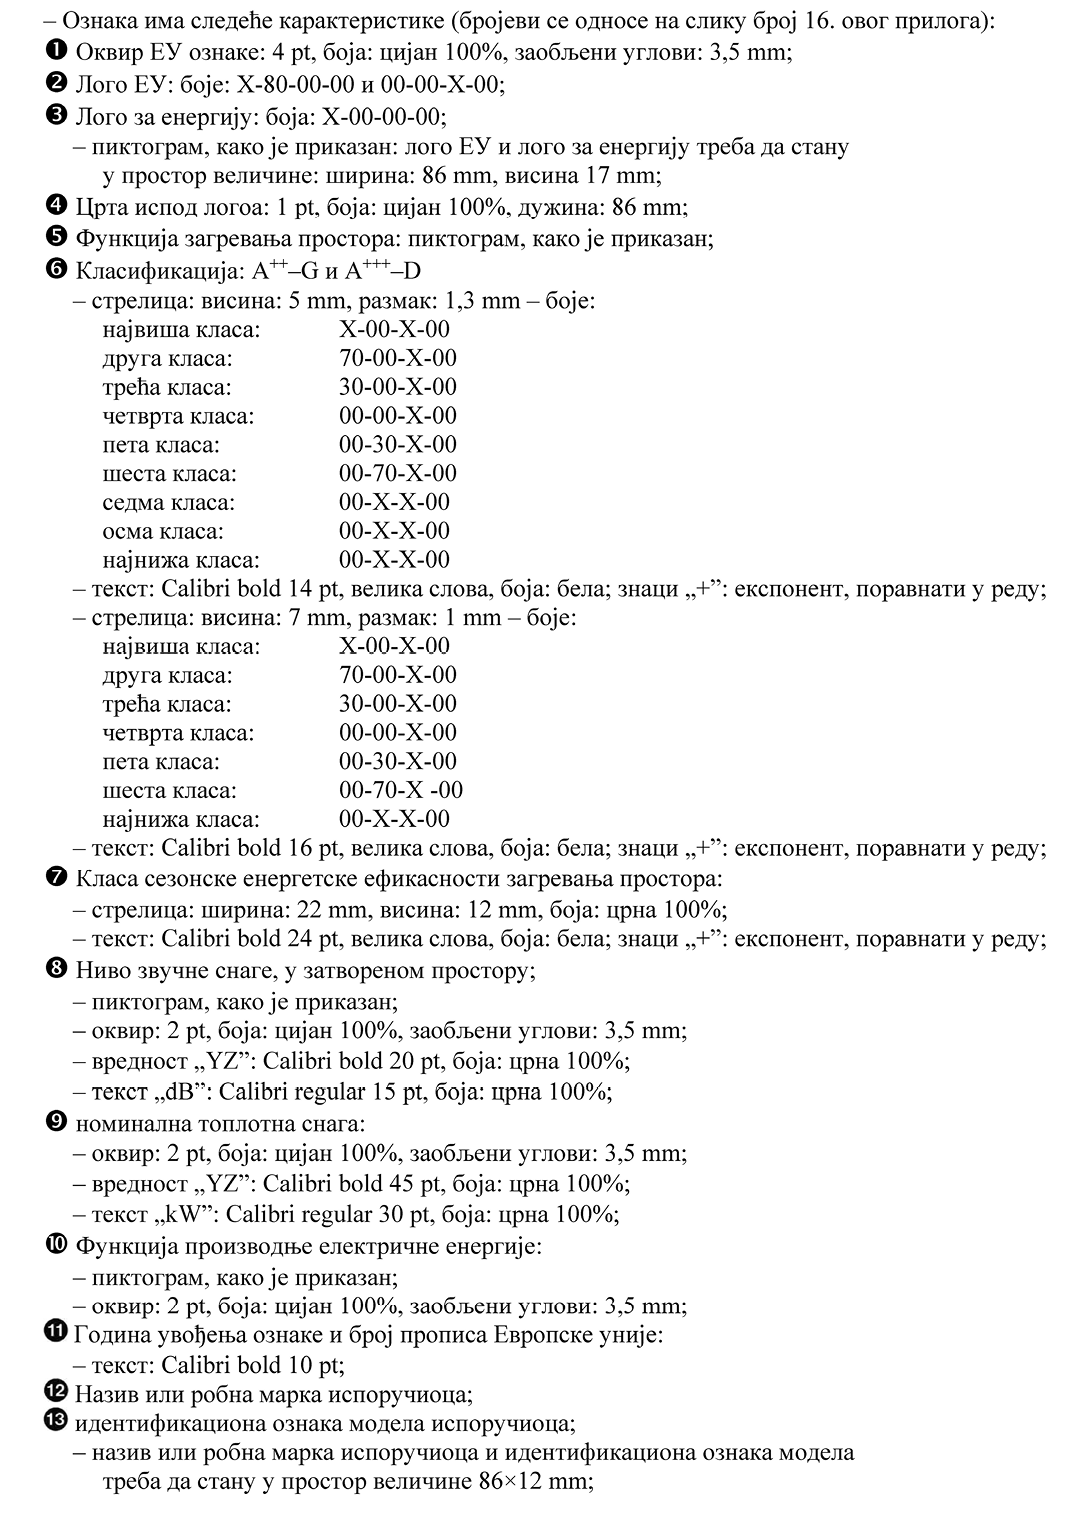 – Ознака има следеће карактеристике (бројеви се односе на слику број 16. овог прилога):
❶ Оквир ЕУ ознаке: 4 pt, боја: цијан 100%, заобљени углови: 3,5 mm;
❷ Лого ЕУ: боје: X-80-00-00 и 00-00-X-00;
❸ Лого за енергију: боја: X-00-00-00;
– пиктограм, како је приказан: лого ЕУ и лого за енергију треба да стану
у простор величине: ширина: 86 mm, висина 17 mm;
❹ Црта испод логоа: 1 pt, боја: цијан 100%, дужина: 86 mm;
❺ Функција загревања простора: пиктограм, како је приказан;
❻ Класификација: A⁺⁺–G и A⁺⁺⁺–D
– стрелица: висина: 5 mm, размак: 1,3 mm – боје:
највиша класа: X-00-X-00
друга класа: 70-00-X-00
трећа класа: 30-00-X-00
четврта класа: 00-00-X-00
пета класа: 00-30-X-00
шеста класа: 00-70-X-00
седма класа: 00-X-X-00
осма класа: 00-X-X-00
најнижа класа: 00-X-X-00
– текст: Calibri bold 14 pt, велика слова, боја: бела; знаци „+”: експонент, поравнати у реду;
– стрелица: висина: 7 mm, размак: 1 mm – боје:
највиша класа: X-00-X-00
друга класа: 70-00-X-00
трећа класа: 30-00-X-00
четврта класа: 00-00-X-00
пета класа: 00-30-X-00
шеста класа: 00-70-X -00
најнижа класа: 00-X-X-00
– текст: Calibri bold 16 pt, велика слова, боја: бела; знаци „+”: експонент, поравнати у реду;
❼ Класа сезонске енергетске ефикасности загревања простора:
– стрелица: ширина: 22 mm, висина: 12 mm, боја: црна 100%;
– текст: Calibri bold 24 pt, велика слова, боја: бела; знаци „+”: експонент, поравнати у реду;
❽ Ниво звучне снаге, у затвореном простору;
– пиктограм, како је приказан;
– оквир: 2 pt, боја: цијан 100%, заобљени углови: 3,5 mm;
– вредност „YZ”: Calibri bold 20 pt, боја: црна 100%;
– текст „dB”: Calibri regular 15 pt, боја: црна 100%;
❾ номинална топлотна снага:
– оквир: 2 pt, боја: цијан 100%, заобљени углови: 3,5 mm;
– вредност „YZ”: Calibri bold 45 pt, боја: црна 100%;
– текст „kW”: Calibri regular 30 pt, боја: црна 100%;
❿ Функција производње електричне енергије:
– пиктограм, како је приказан;
– оквир: 2 pt, боја: цијан 100%, заобљени углови: 3,5 mm;
⓫ Година увођења ознаке и број прописа Европске уније:
– текст: Calibri bold 10 pt;
⓬ Назив или робна марка испоручиоца;
⓭ идентификациона ознака модела испоручиоца;
– назив или робна марка испоручиоца и идентификациона ознака модела
треба да стану у простор величине 86×12 mm;